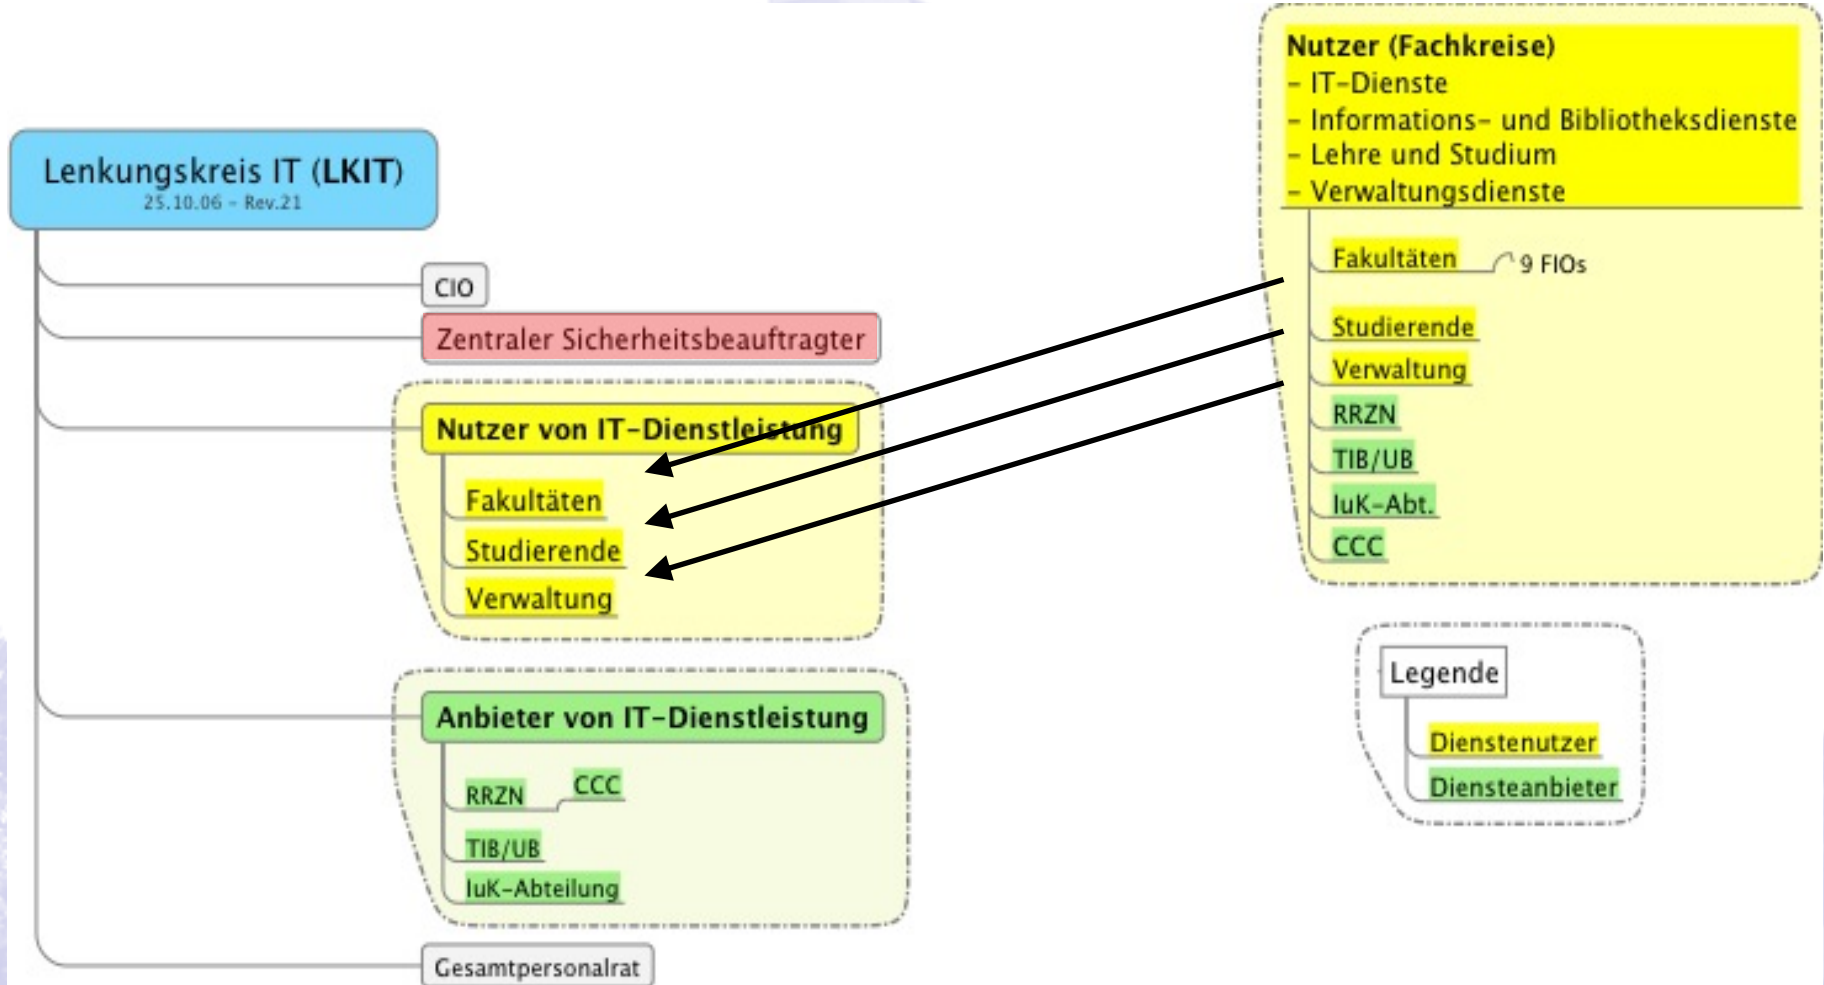 Lenkungskreis IT (LKIT)
25.10.06 - Rev.21
CIO
Zentraler Sicherheitsbeauftragter
Nutzer von IT-Dienstleistung
Fakultäten
Studierende
Verwaltung
Anbieter von IT-Dienstleistung
RRZN
CCC
TIB/UB
IuK-Abteilung
Gesamtpersonalrat
Nutzer (Fachkreise)
- IT-Dienste
- Informations- und Bibliotheksdienste
- Lehre und Studium
- Verwaltungsdienste
Fakultäten
9 FIOs
Studierende
Verwaltung
RRZN
TIB/UB
IuK-Abt.
CCC
Legende
Dienstenutzer
Diensteanbieter